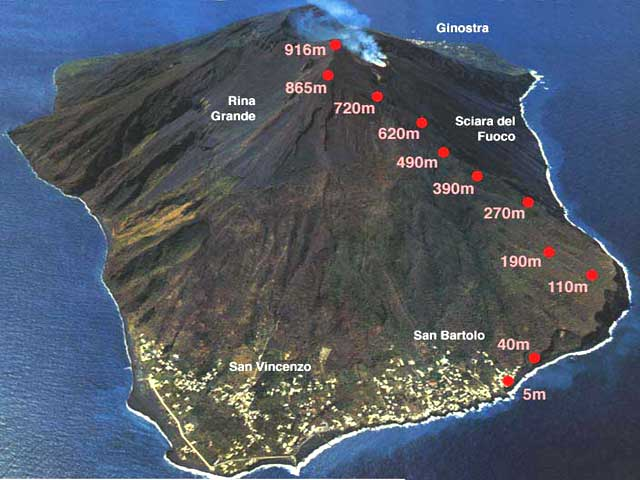 Ginostra
916m
865m
Rina
Grande
720m
620m
Sciara del
Fuoco
490m
390m
270m
190m
110m
San Bartolo
40m
San Vincenzo
5m